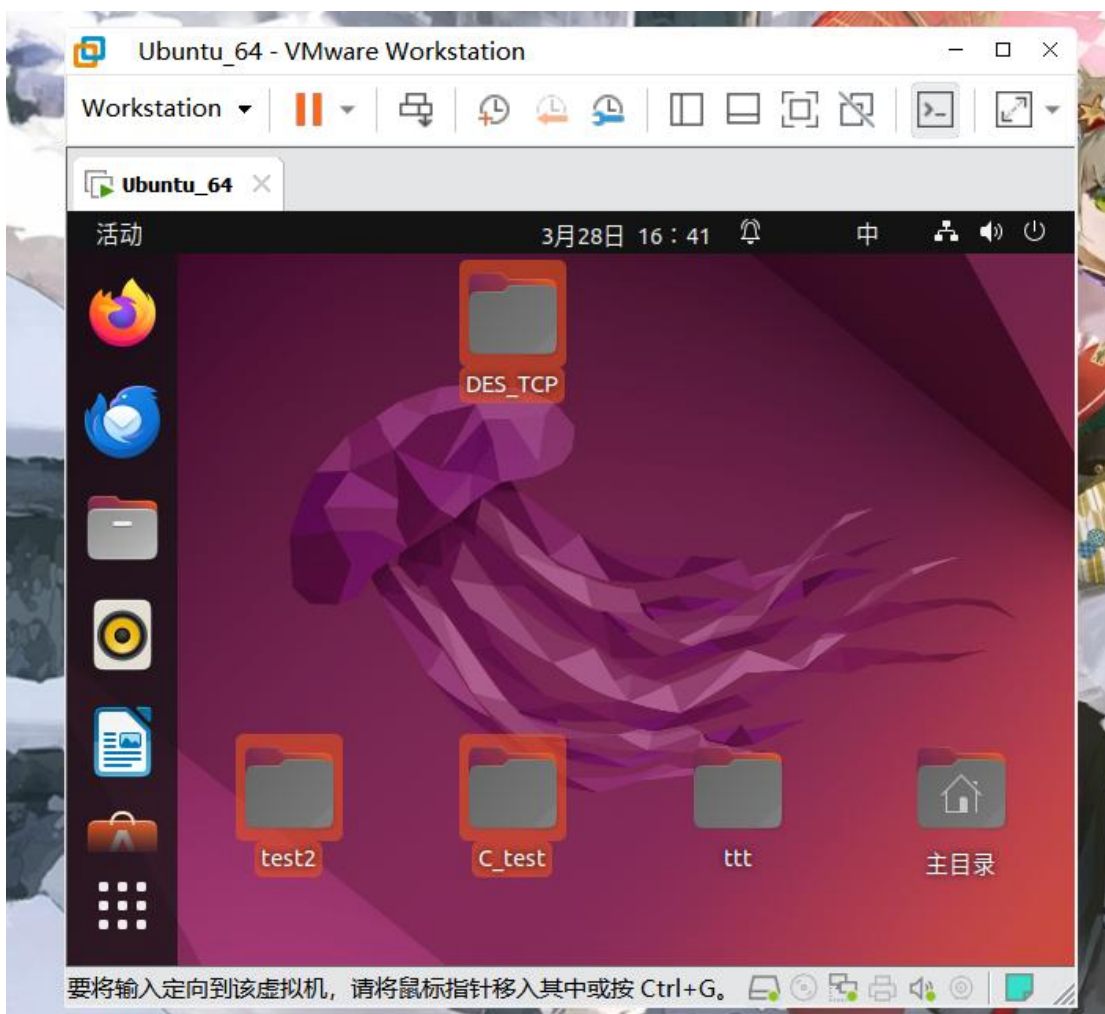 Ubuntu_64 - VMware Workstation
Workstation
Ubuntu_64
活动 3月28日 16：41 中
DES_TCP
test2 C_test ttt 主目录
要将输入定向到该虚拟机，请将鼠标指针移入其中或按 Ctrl+G。